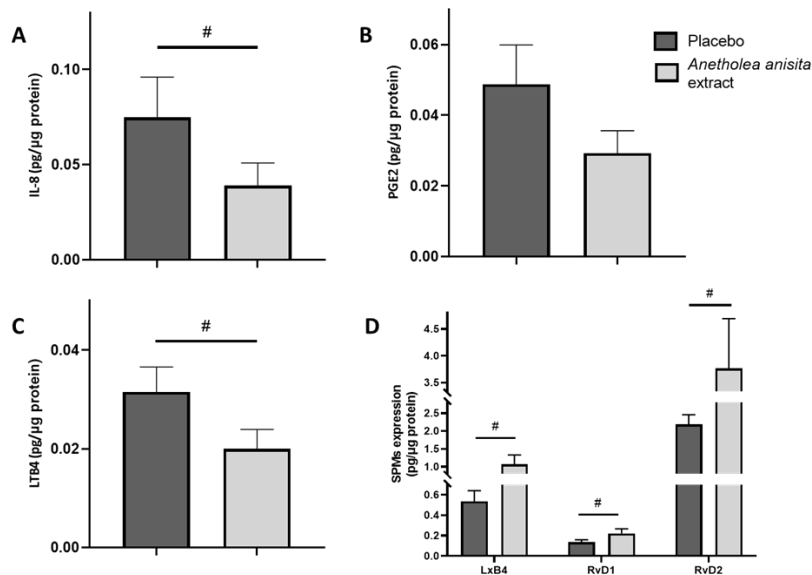 A
#
IL-8 (pg/µg protein)
0.10
0.05
0.00
B
PGE2 (pg/µg protein)
0.06
0.04
0.02
0.00
Placebo
Anetholea anisita
extract
C
#
LTB4 (pg/µg protein)
0.04
0.02
0.00
D
SPMs expression
(pg/µg protein)
4.5
4.0
3.5
2.5
2.0
1.5
1.0
0.6
0.4
0.2
0.0
#
#
#
LxB4
RvD1
RvD2